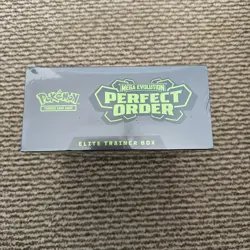 Pokémon
TRADING CARD GAME
MEGA EVOLUTION
PERFECT
ORDER
ELITE TRAINER BOX